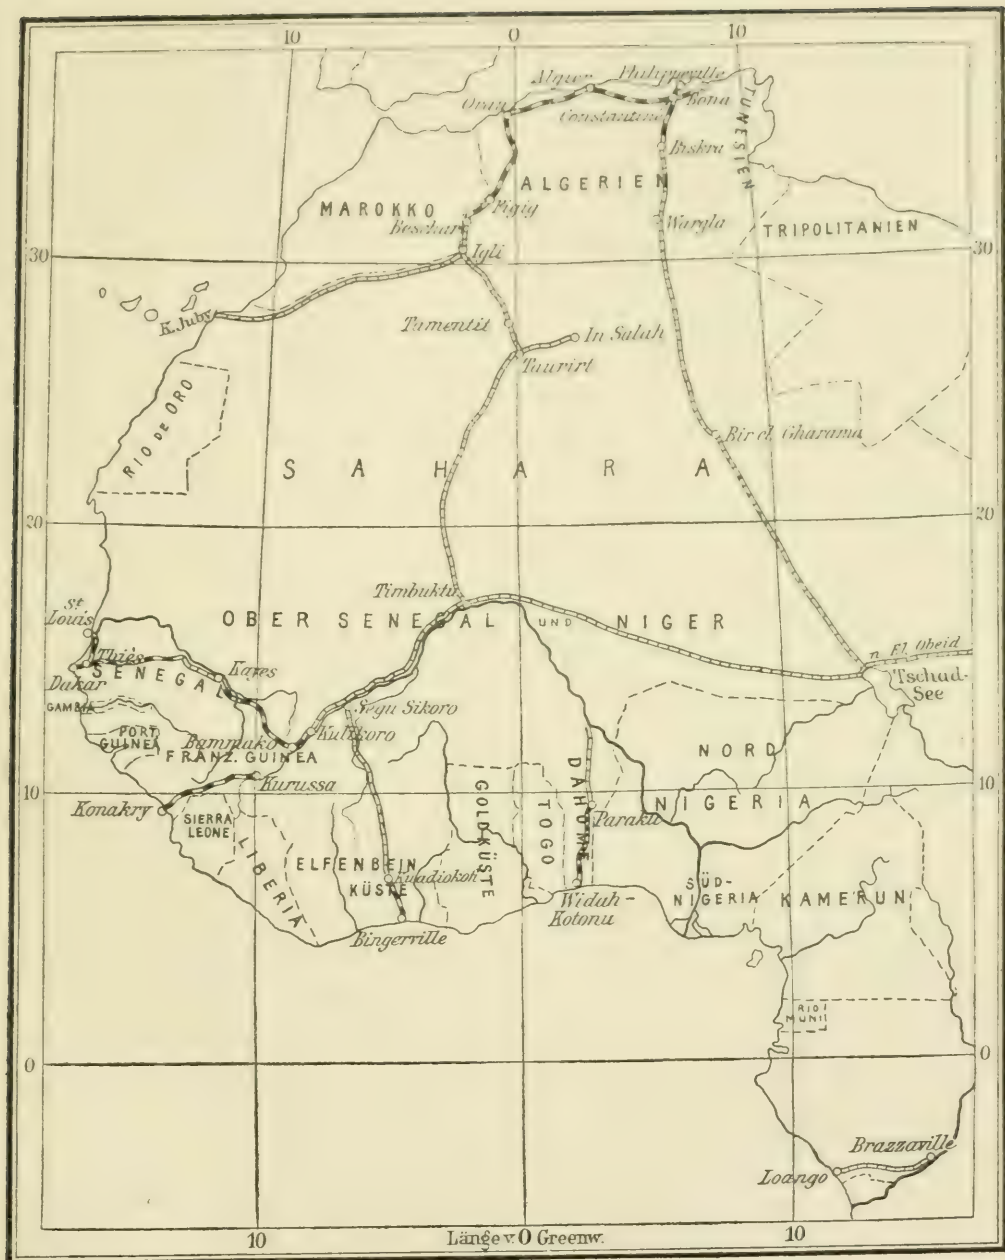 10 0 10
Algier Philippeville
Oran Constantine Bona
TUNESIEN
Biskra
ALGERIEN
MAROKKO Figig
Beschar Wargla TRIPOLITANIEN
30 Igli 30
K. Juby
Tamentit In Salah
Taurirt
RIO DE ORO
Bir el Gharama
SAHARA
20 20
Timbuktu
St Louis
OBER SENEGAL UND NIGER
n. El Obeid
Thiès
SENEGAL Kayes
Dakar Tschad-
See
GAMBIA Segu Sikoro
PORT. Kulikoro
GUINEA Bammako NORD
FRANZ. GUINEA
Kurussa
10 NIGERIA 10
Konakry
SIERRA
LEONE
GOLDKÜSTE
TOGO
DAHOME
Paraku
LIBERIA
ELFENBEIN
KÜSTE
SÜD-
NIGERIA KAMERUN
Widah-
Kotonu
Bingerville
RIO
MUNI
0 0
Brazzaville
Loango
10 Länge v. 0 Greenw. 10